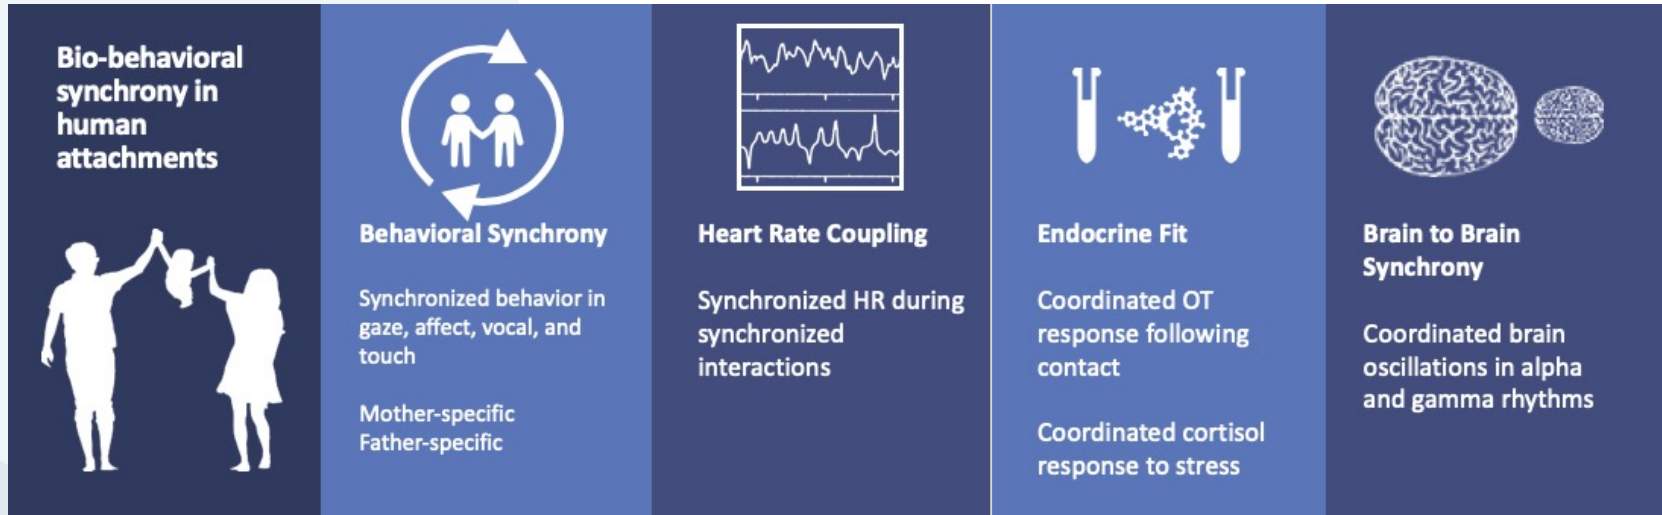 Bio-behavioral
synchrony in
human
attachments
Behavioral Synchrony
Synchronized behavior in
gaze, affect, vocal, and
touch
Mother-specific
Father-specific
Heart Rate Coupling
Synchronized HR during
synchronized
interactions
Endocrine Fit
Coordinated OT
response following
contact
Coordinated cortisol
response to stress
Brain to Brain
Synchrony
Coordinated brain
oscillations in alpha
and gamma rhythms